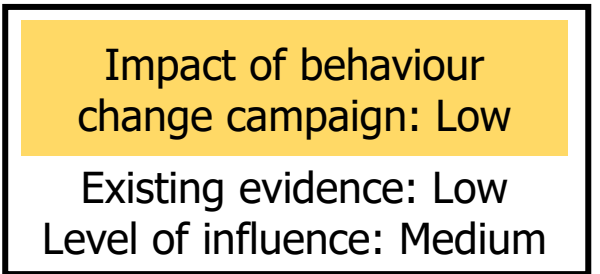 Impact of behaviour
change campaign: Low
Existing evidence: Low
Level of influence: Medium